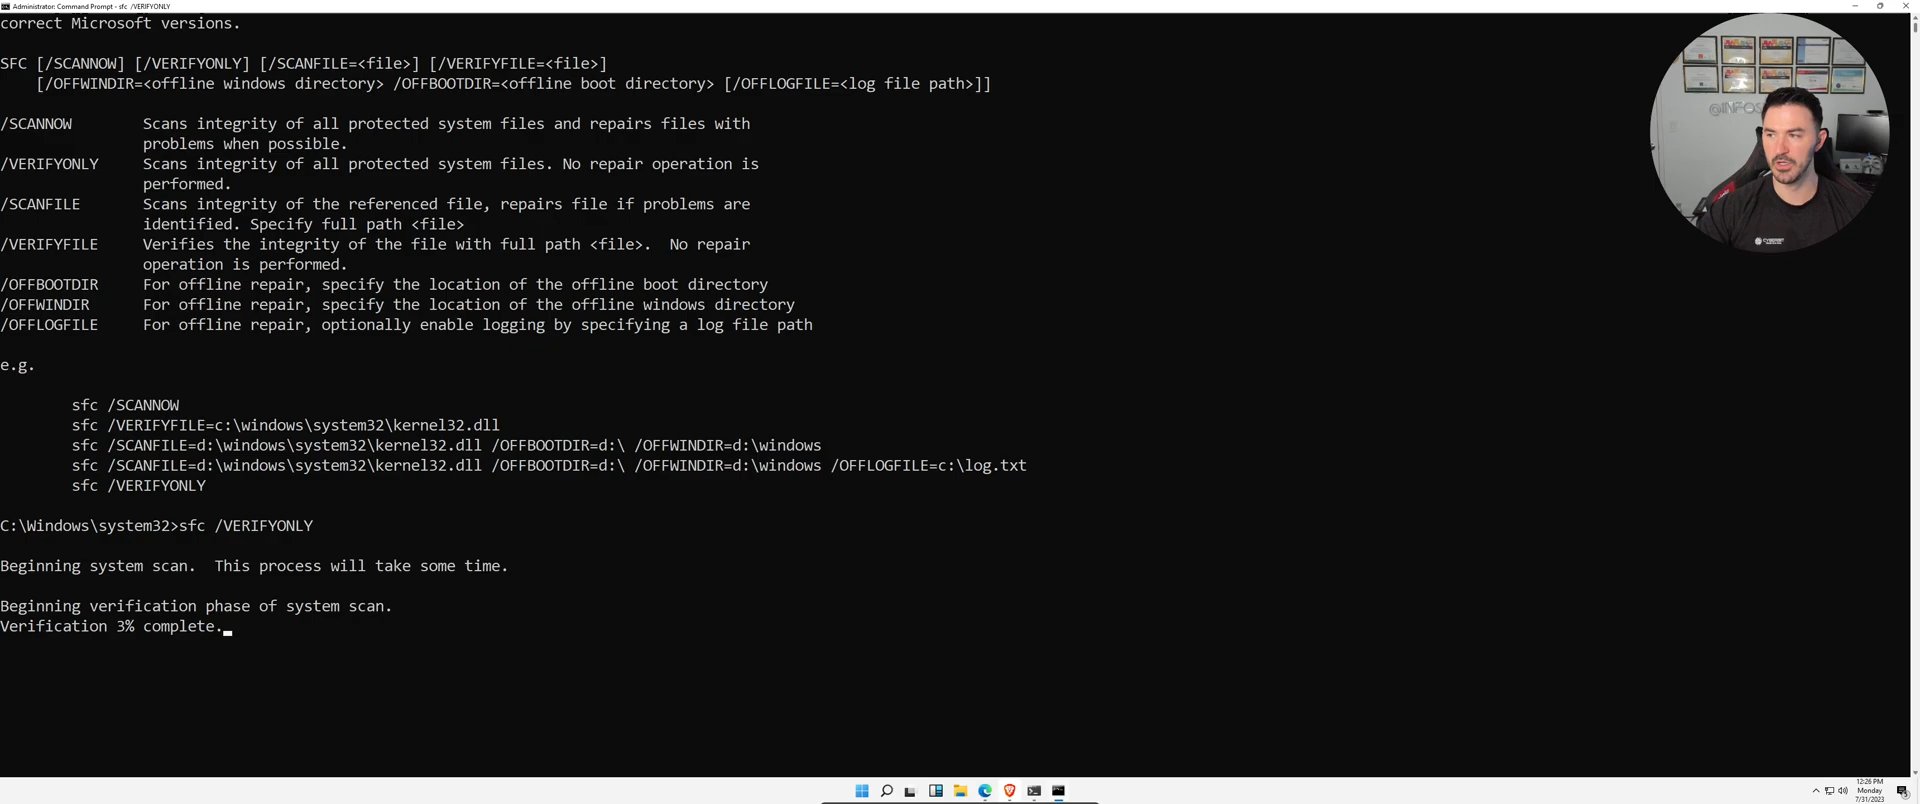 Administrator: Command Prompt - sfc /VERIFYONLY
correct Microsoft versions.
SFC [/SCANNOW] [/VERIFYONLY] [/SCANFILE=<file>] [/VERIFYFILE=<file>]
[/OFFWINDIR=<offline windows directory> /OFFBOOTDIR=<offline boot directory> [/OFFLOGFILE=<log file path>]]
/SCANNOW Scans integrity of all protected system files and repairs files with
problems when possible.
/VERIFYONLY Scans integrity of all protected system files. No repair operation is
performed.
/SCANFILE Scans integrity of the referenced file, repairs file if problems are
identified. Specify full path <file>
/VERIFYFILE Verifies the integrity of the file with full path <file>. No repair
operation is performed.
/OFFBOOTDIR For offline repair, specify the location of the offline boot directory
/OFFWINDIR For offline repair, specify the location of the offline windows directory
/OFFLOGFILE For offline repair, optionally enable logging by specifying a log file path
e.g.
sfc /SCANNOW
sfc /VERIFYFILE=c:\windows\system32\kernel32.dll
sfc /SCANFILE=d:\windows\system32\kernel32.dll /OFFBOOTDIR=d:\ /OFFWINDIR=d:\windows
sfc /SCANFILE=d:\windows\system32\kernel32.dll /OFFBOOTDIR=d:\ /OFFWINDIR=d:\windows /OFFLOGFILE=c:\log.txt
sfc /VERIFYONLY
C:\Windows\system32>sfc /VERIFYONLY
Beginning system scan. This process will take some time.
Beginning verification phase of system scan.
Verification 3% complete.
@INFOS
12:26 PM
Monday
7/31/2023